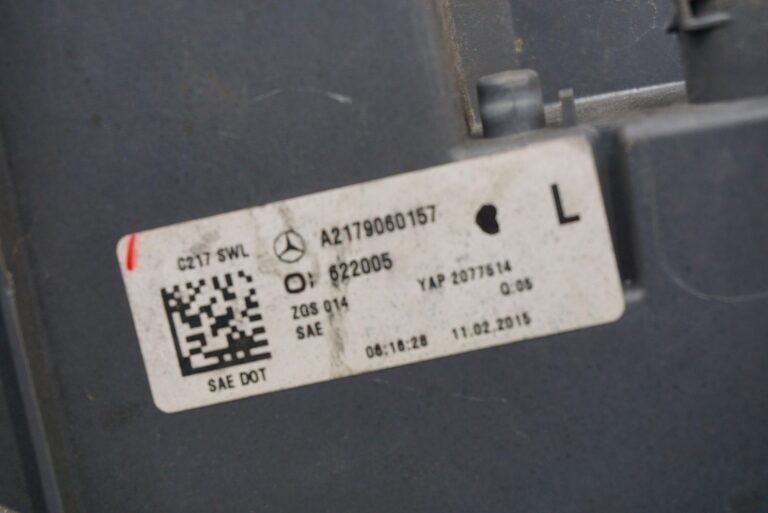 C217 SWL A2179060157 L
622005
ZGS 014 YAP 2077514
SAE Q:05
06:16:28 11.02.2015
SAE DOT